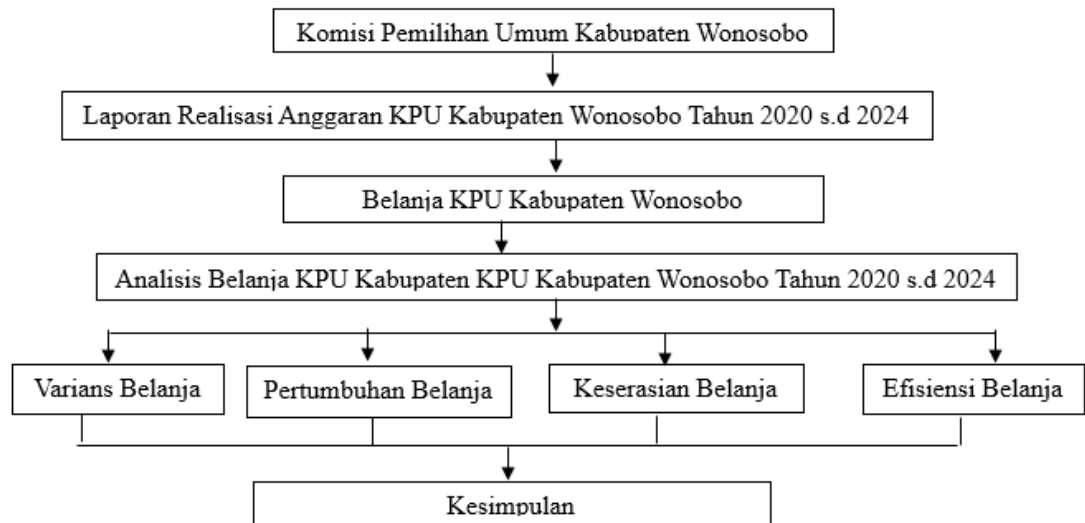 Komisi Pemilihan Umum Kabupaten Wonosobo
Laporan Realisasi Anggaran KPU Kabupaten Wonosobo Tahun 2020 s.d 2024
Belanja KPU Kabupaten Wonosobo
Analisis Belanja KPU Kabupaten KPU Kabupaten Wonosobo Tahun 2020 s.d 2024
Varians Belanja
Pertumbuhan Belanja
Keserasian Belanja
Efisiensi Belanja
Kesimpulan